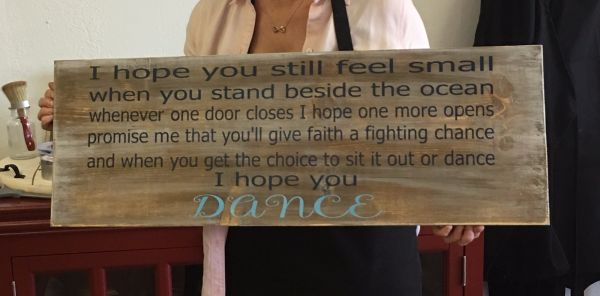 I hope you still feel small
when you stand beside the ocean
whenever one door closes I hope one more opens
promise me that you'll give faith a fighting chance
and when you get the choice to sit it out or dance
I hope you
DANCE